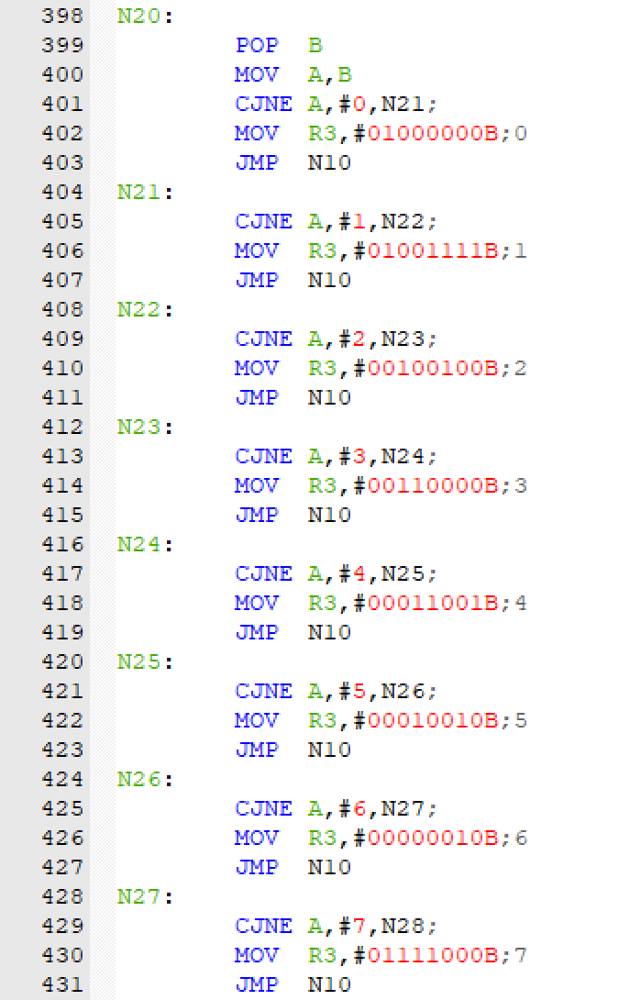 398 N20:
399 POP B
400 MOV A,B
401 CJNE A,#0,N21;
402 MOV R3,#01000000B;0
403 JMP N10
404 N21:
405 CJNE A,#1,N22;
406 MOV R3,#01001111B;1
407 JMP N10
408 N22:
409 CJNE A,#2,N23;
410 MOV R3,#00100100B;2
411 JMP N10
412 N23:
413 CJNE A,#3,N24;
414 MOV R3,#00110000B;3
415 JMP N10
416 N24:
417 CJNE A,#4,N25;
418 MOV R3,#00011001B;4
419 JMP N10
420 N25:
421 CJNE A,#5,N26;
422 MOV R3,#00010010B;5
423 JMP N10
424 N26:
425 CJNE A,#6,N27;
426 MOV R3,#00000010B;6
427 JMP N10
428 N27:
429 CJNE A,#7,N28;
430 MOV R3,#01111000B;7
431 JMP N10